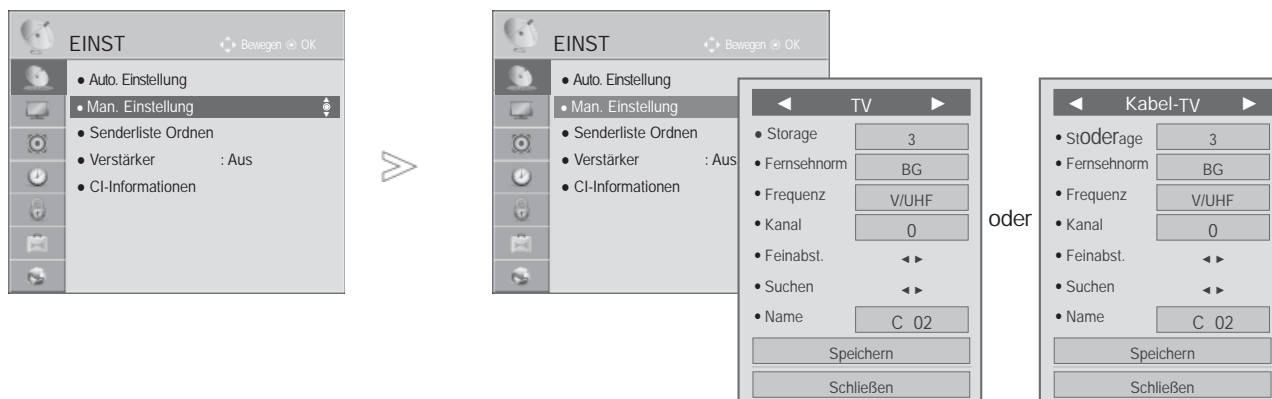 EINST
Bewegen OK
● Auto. Einstellung
● Man. Einstellung
● Senderliste Ordnen
● Verstärker : Aus
● CI-Informationen
EINST
Bewegen OK
● Auto. Einstellung
● Man. Einstellung
● Senderliste Ordnen
● Verstärker : Aus
● CI-Informationen
◄ TV ►
● Storage 3
● Fernsehnorm BG
● Frequenz V/UHF
● Kanal 0
● Feinabst. ◄ ►
● Suchen ◄ ►
● Name C 02
Speichern
Schließen
oder
◄ Kabel-TV ►
● Stoderage 3
● Fernsehnorm BG
● Frequenz V/UHF
● Kanal 0
● Feinabst. ◄ ►
● Suchen ◄ ►
● Name C 02
Speichern
Schließen